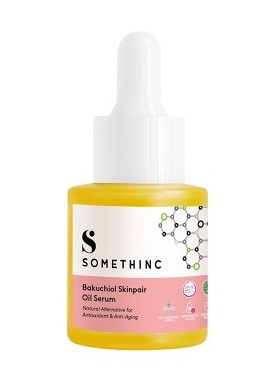 S
SOMETHINC
Bakuchiol Skinpair
Oil Serum
Natural Alternative for
Antioxidant & Anti-Aging